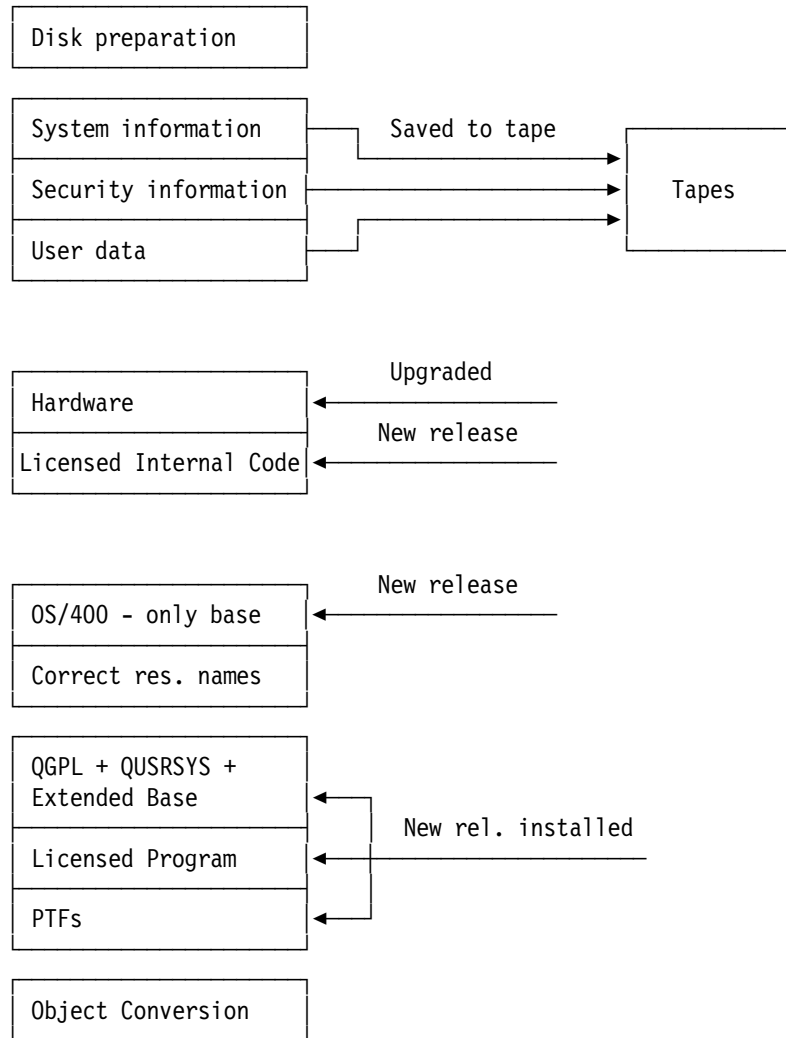 Disk preparation
System information
Saved to tape
Security information
Tapes
User data
Upgraded
Hardware
New release
Licensed Internal Code
New release
OS/400 - only base
Correct res. names
QGPL + QUSRSYS +
Extended Base
New rel. installed
Licensed Program
PTFs
Object Conversion